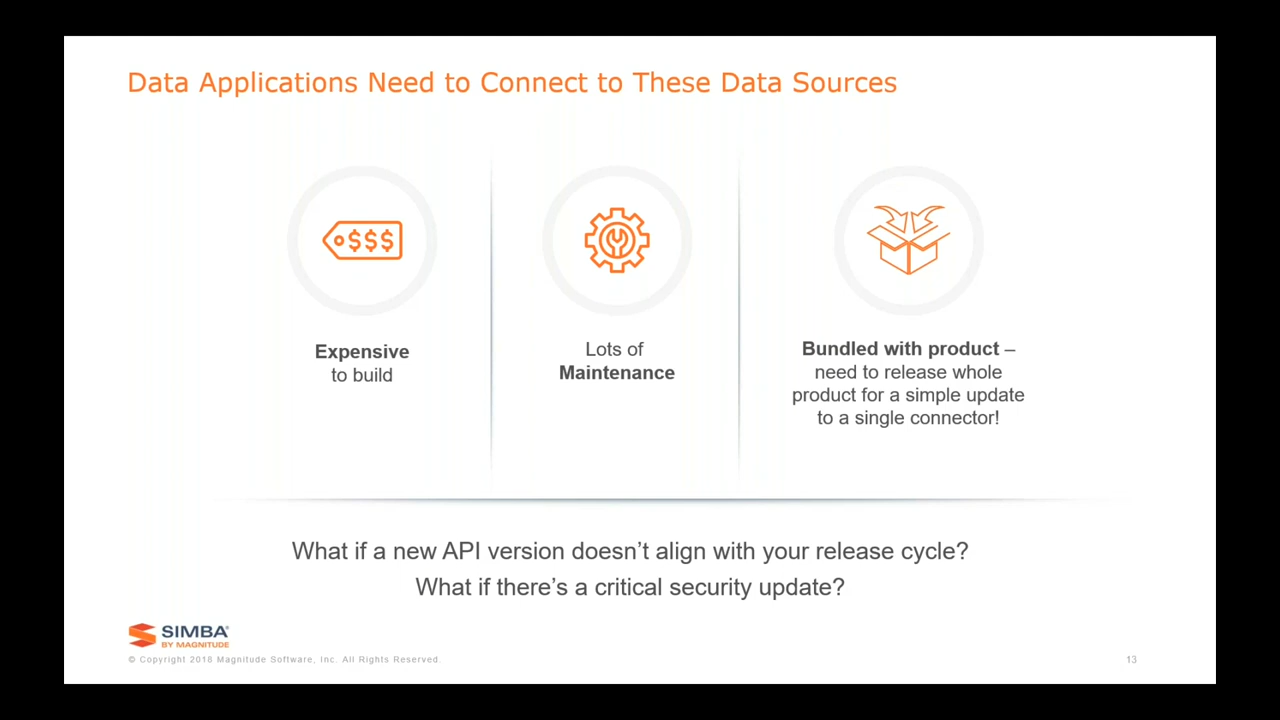 Data Applications Need to Connect to These Data Sources
$$$
Expensive
to build
Lots of
Maintenance
Bundled with product –
need to release whole
product for a simple update
to a single connector!
What if a new API version doesn’t align with your release cycle?
What if there’s a critical security update?
SIMBA®
BY MAGNITUDE
© Copyright 2018 Magnitude Software, Inc. All Rights Reserved.
13